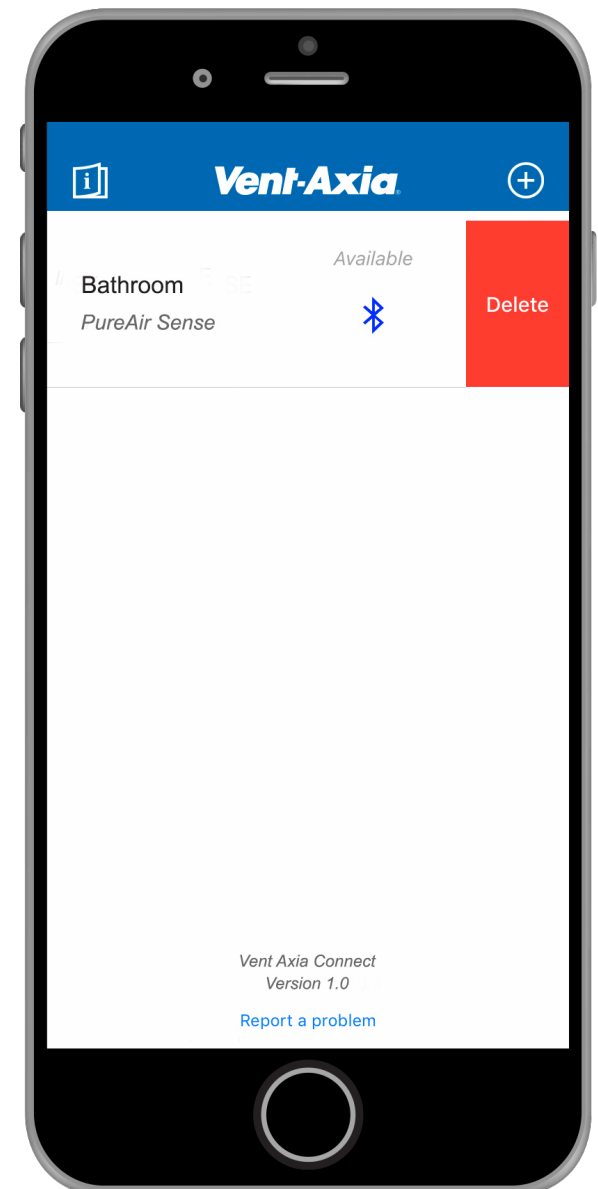 i
Vent-Axia
Available
Bathroom
Delete
PureAir Sense
Vent Axia Connect
Version 1.0
Report a problem